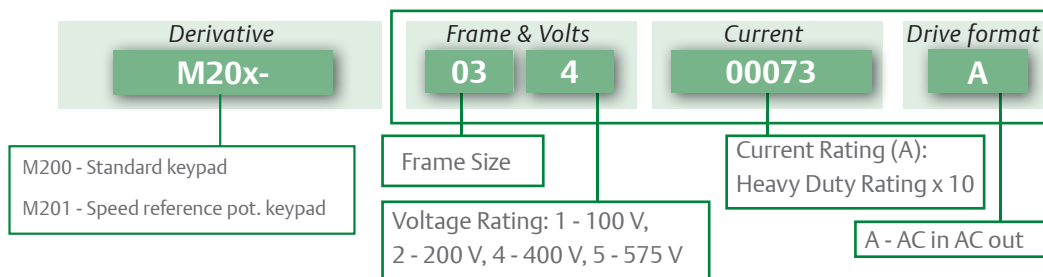 Derivative
Frame & Volts
Current
Drive format
M20x-
03
4
00073
A
M200 - Standard keypad
M201 - Speed reference pot. keypad
Frame Size
Voltage Rating: 1 - 100 V,
2 - 200 V, 4 - 400 V, 5 - 575 V
Current Rating (A):
Heavy Duty Rating x 10
A - AC in AC out